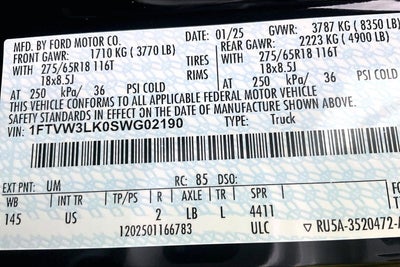 MFD. BY FORD MOTOR CO.
DATE: 01/25 GVWR: 3787 KG ( 8350 LB)
FRONT GAWR: 1710 KG ( 3770 LB) REAR GAWR: 2223 KG ( 4900 LB)
WITH 275/65R18 116T TIRES WITH 275/65R18 116T
18x8.5J RIMS 18x8.5J
AT 250 kPa/ 36 PSI COLD AT 250 kPa/ 36 PSI COLD
THIS VEHICLE CONFORMS TO ALL APPLICABLE FEDERAL MOTOR VEHICLE
SAFETY STANDARDS IN EFFECT ON THE DATE OF MANUFACTURE SHOWN ABOVE.
VIN: 1FTVW3LK0SWG02190 TYPE: Truck
EXT PNT: UM RC: 85 DSO:
WB TP/PS R AXLE TR SPR
145 US 2 LB L 4411
1202501166783 ULC
RU5A-3520472-A